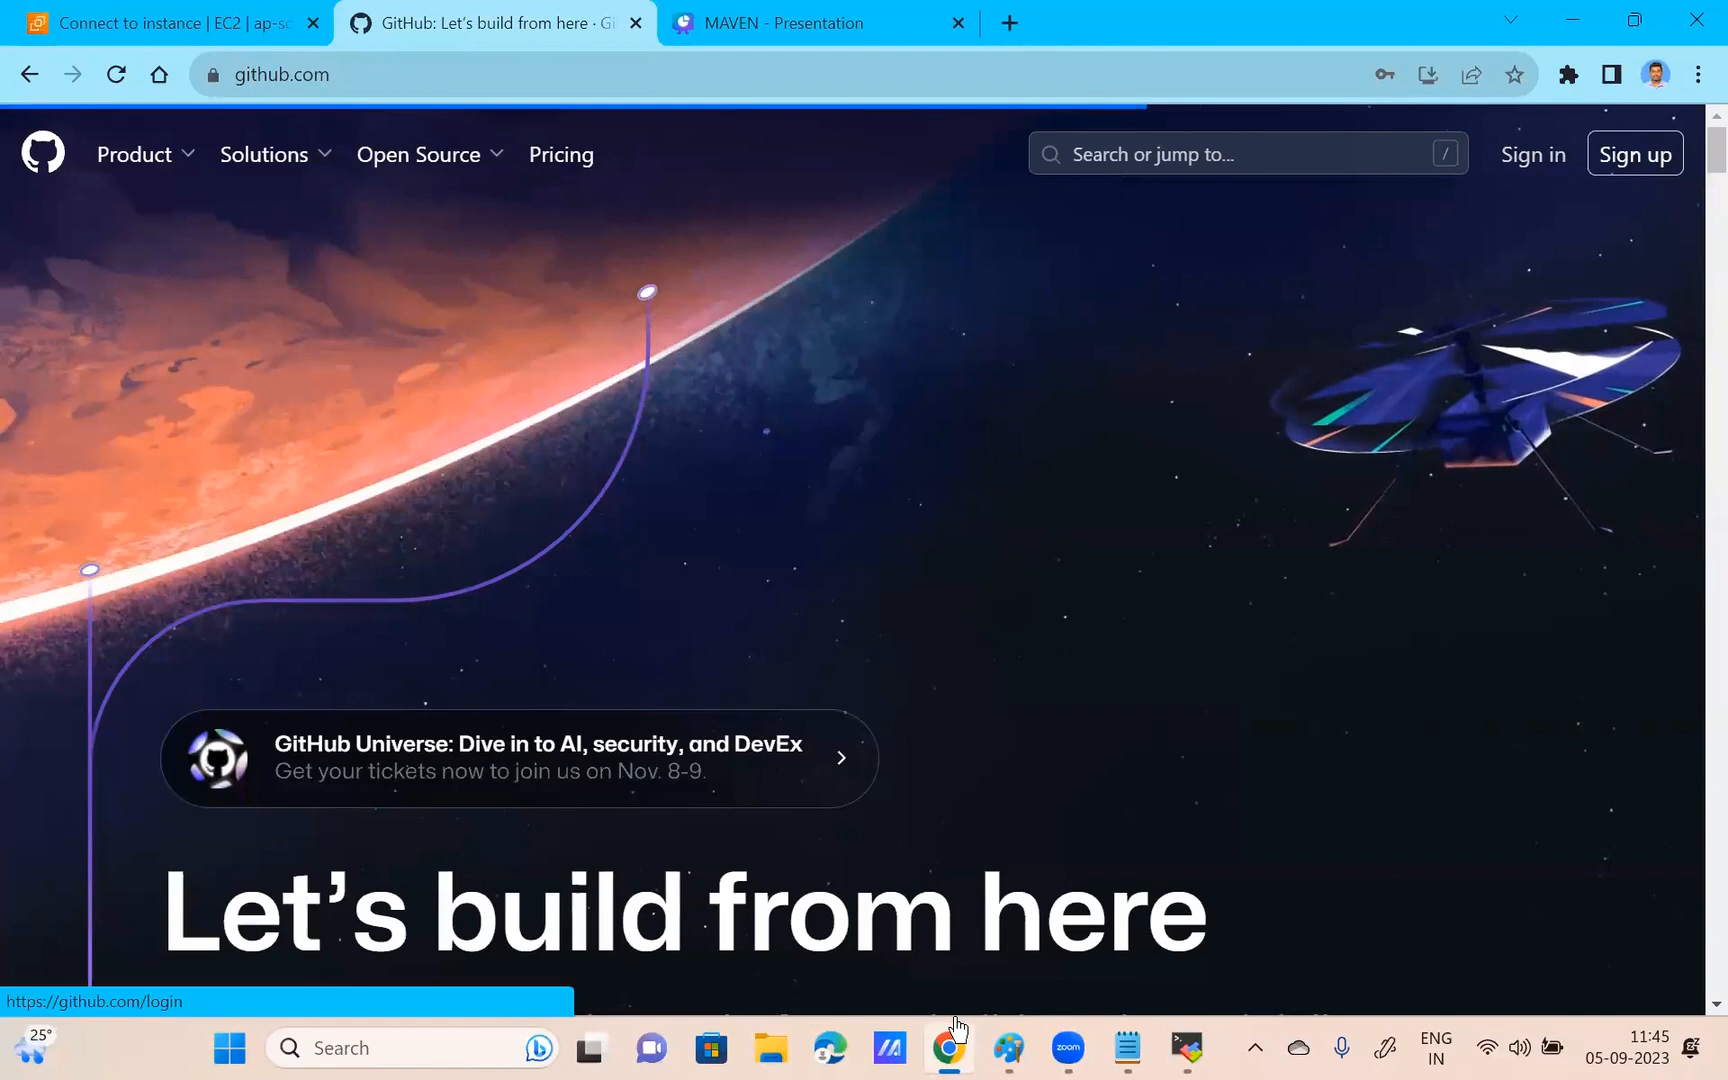 Connect to instance | EC2 | ap-sc
GitHub: Let's build from here · Gi
MAVEN - Presentation
github.com
Product
Solutions
Open Source
Pricing
Search or jump to...
/
Sign in
Sign up
GitHub Universe: Dive in to AI, security, and DevEx
Get your tickets now to join us on Nov. 8-9.
Let's build from here
https://github.com/login
25°
Search
zoom
ENG
IN
11:45
05-09-2023